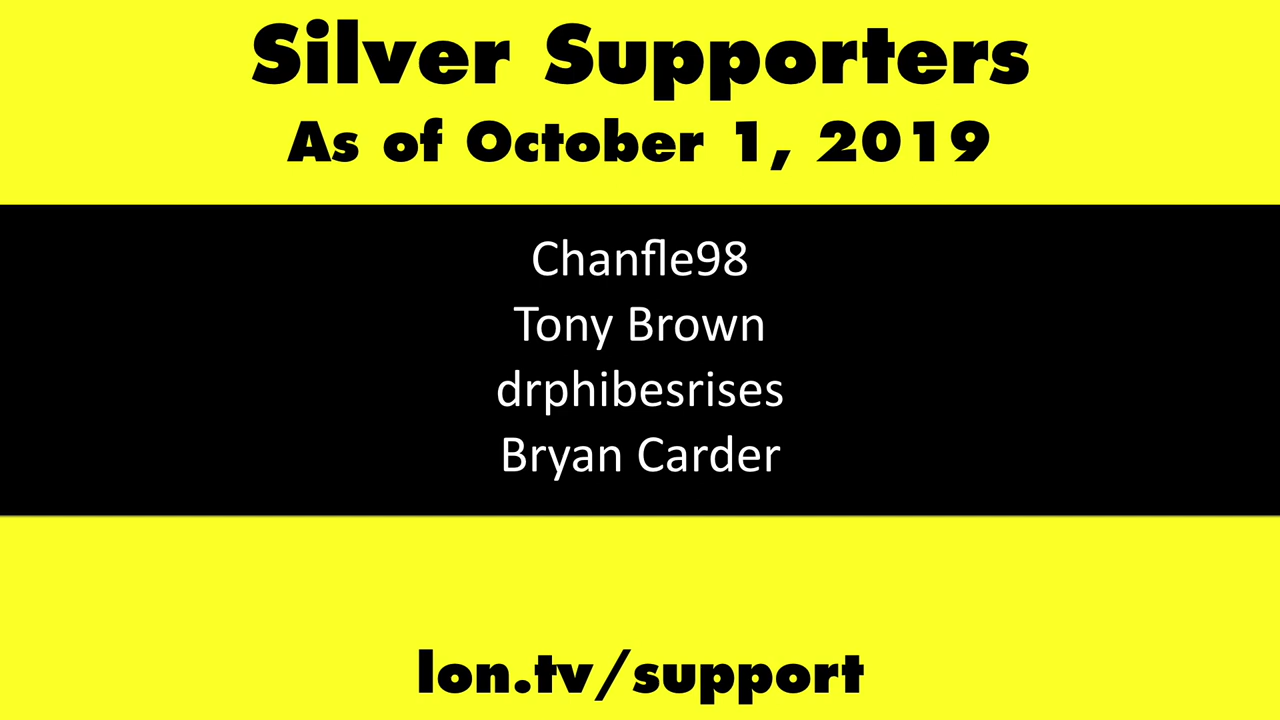 Silver Supporters
As of October 1, 2019
Chanfle98
Tony Brown
drphibesrises
Bryan Carder
lon.tv/support